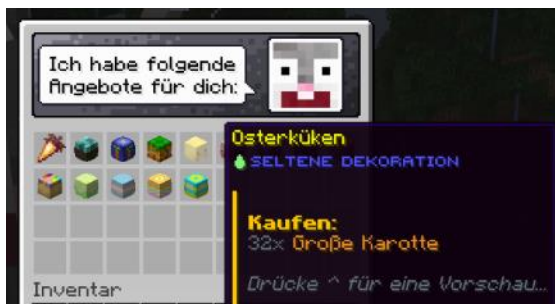 Ich habe folgende
Angebote für dich:
Osterküken
SELTENE DEKORATION
Kaufen:
32x Große Karotte
Drücke ^ für eine Vorschau...
Inventar